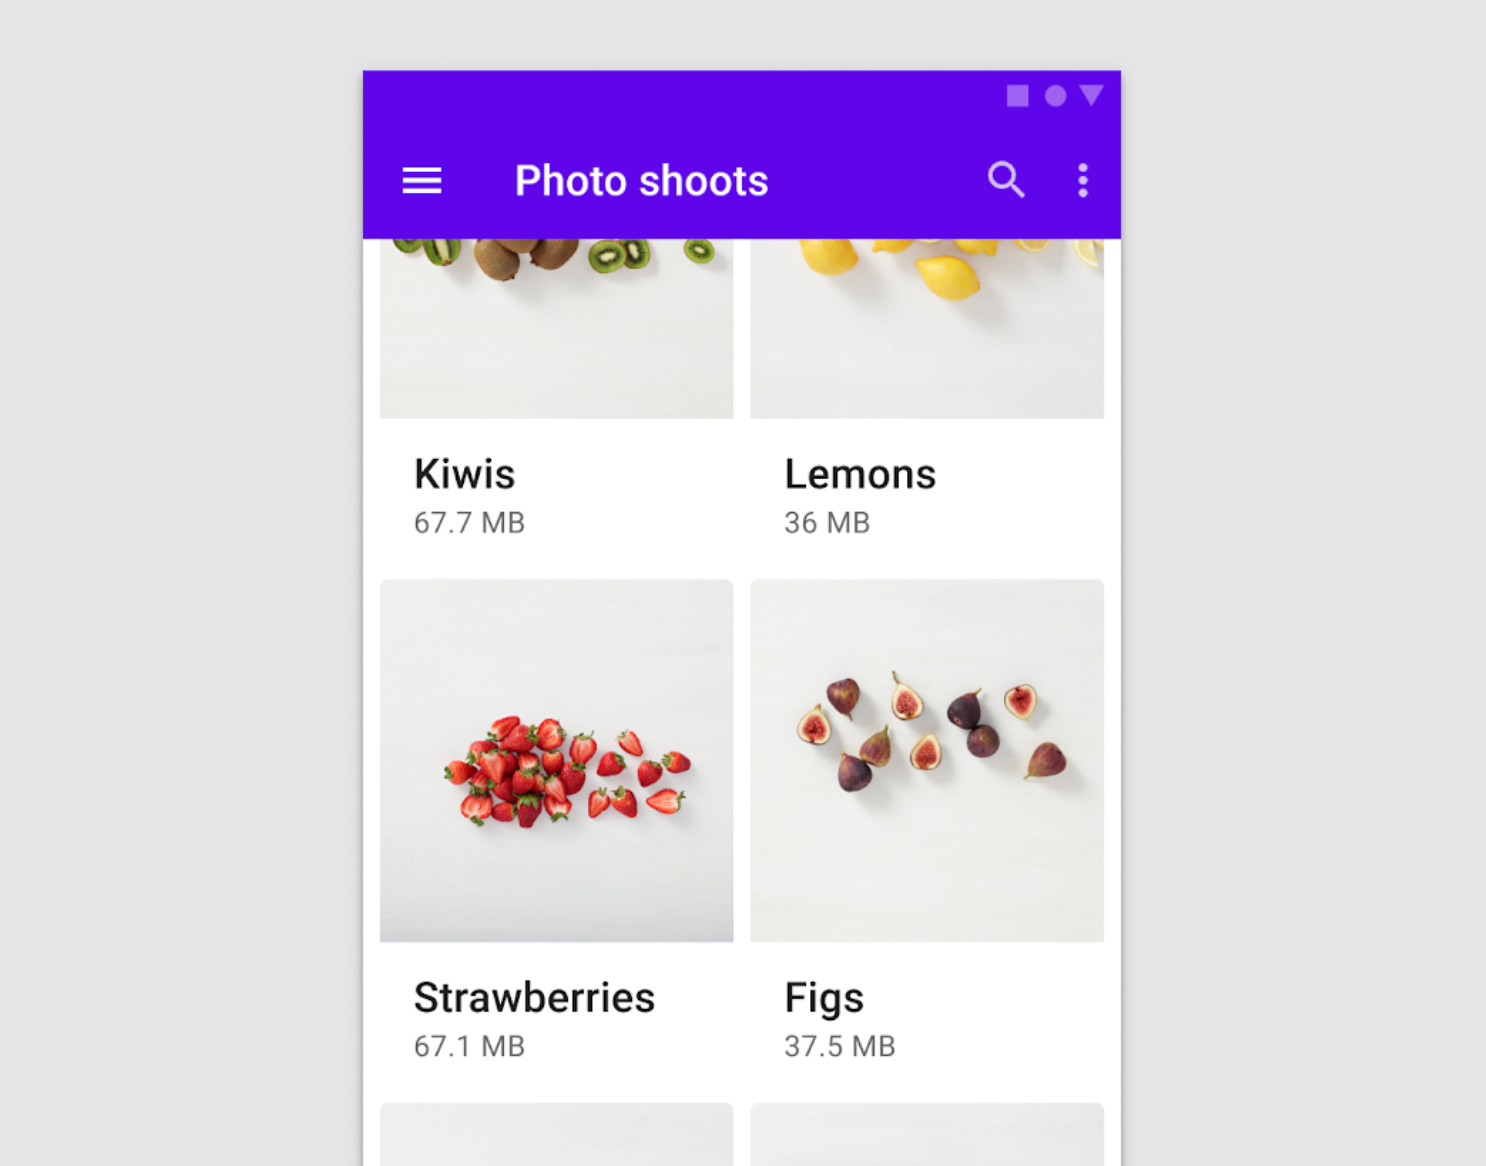 Photo shoots
Kiwis
67.7 MB
Lemons
36 MB
Strawberries
67.1 MB
Figs
37.5 MB